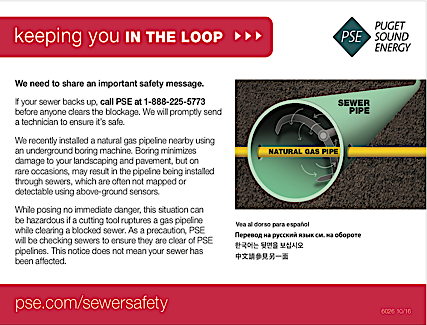 keeping you IN THE LOOP
PSE
PUGET
SOUND
ENERGY
We need to share an important safety message.
If your sewer backs up, call PSE at 1-888-225-5773
before anyone clears the blockage. We will promptly send
a technician to ensure it's safe.
We recently installed a natural gas pipeline nearby using
an underground boring machine. Boring minimizes
damage to your landscaping and pavement, but on
rare occasions, may result in the pipeline being installed
through sewers, which are often not mapped or
detectable using above-ground sensors.
While posing no immediate danger, this situation can
be hazardous if a cutting tool ruptures a gas pipeline
while clearing a blocked sewer. As a precaution, PSE
will be checking sewers to ensure they are clear of PSE
pipelines. This notice does not mean your sewer has
been affected.
SEWER
PIPE
NATURAL GAS PIPE
Vea al dorso para español
Перевод на русский язык см. на обороте
한국어는 뒷면을 보십시오
中文請參見另一面
pse.com/sewersafety
6026 10/16